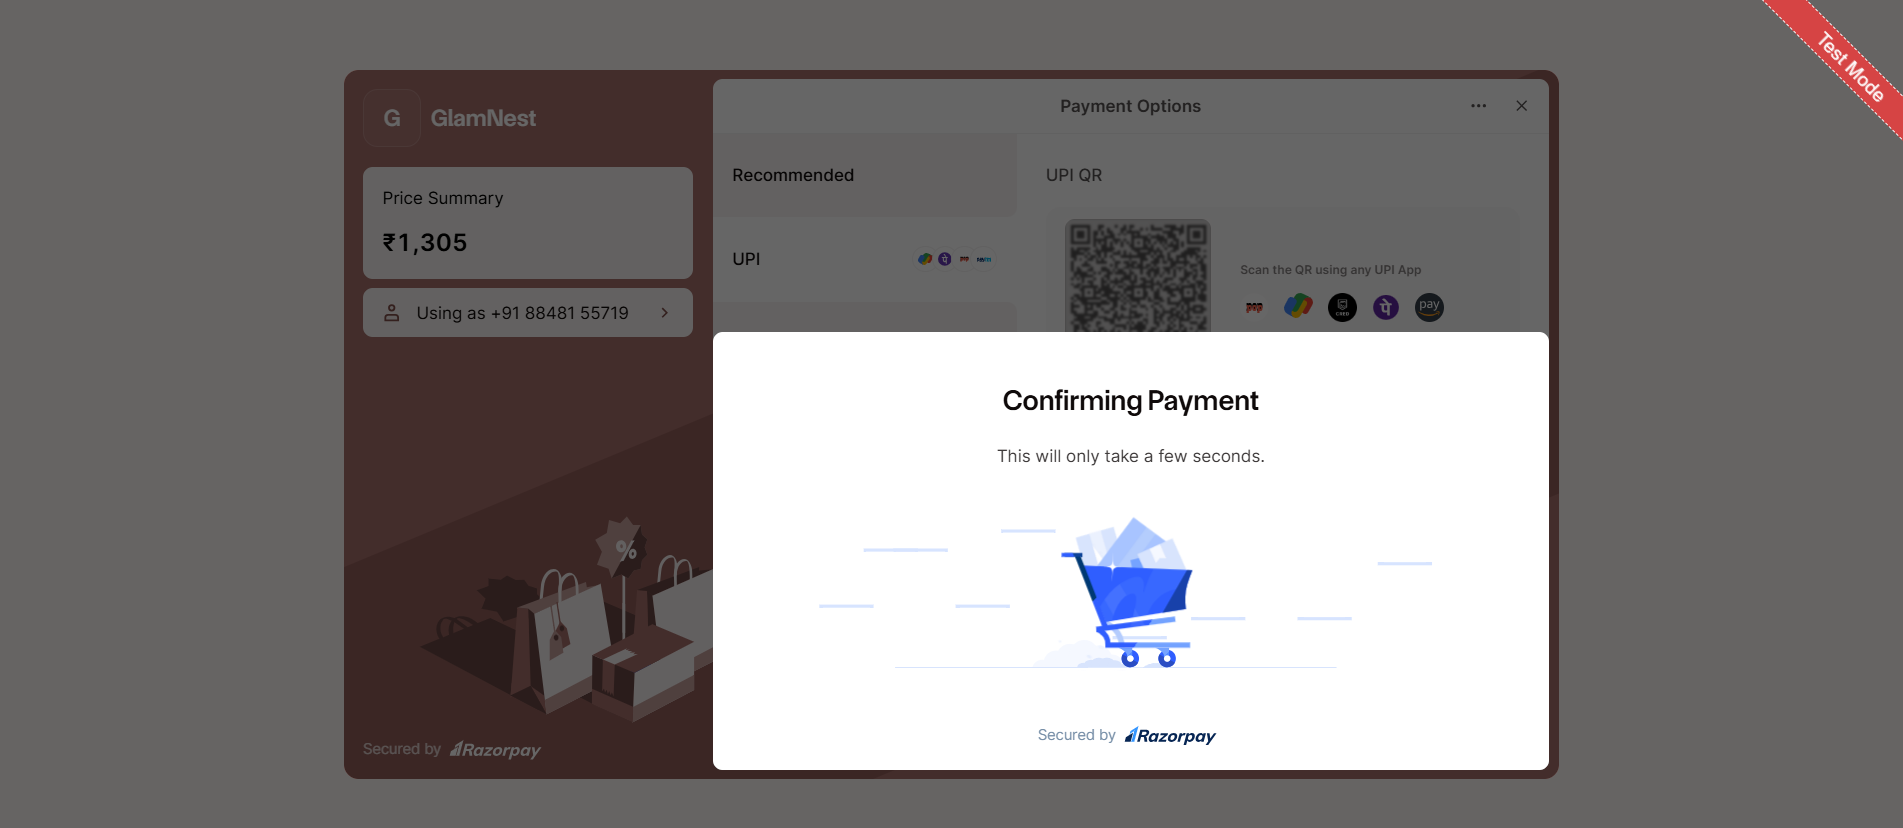 Test Mode
G
GlamNest
Price Summary
₹1,305
Using as +91 88481 55719
Secured by Razorpay
Payment Options
Recommended
UPI
UPI QR
Scan the QR using any UPI App
pop
CRED
पे
pay
Confirming Payment
This will only take a few seconds.
%
Secured by Razorpay